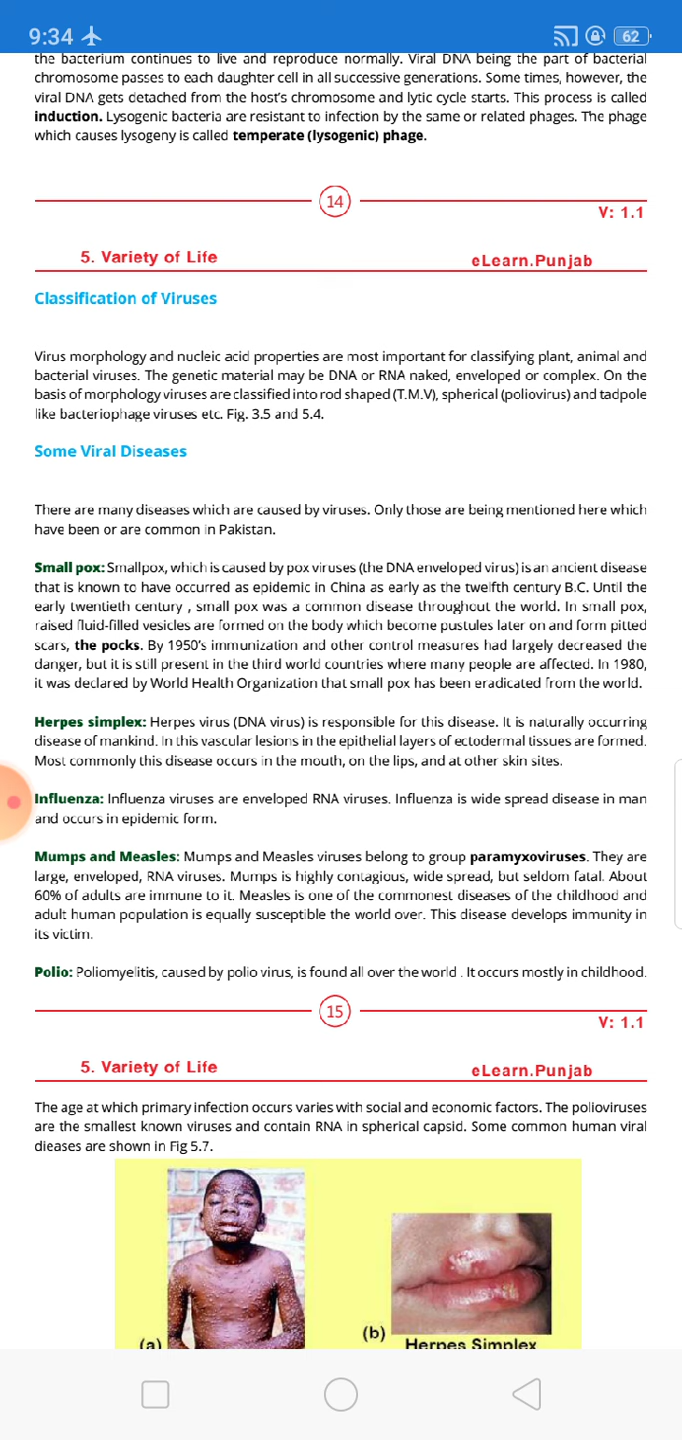 9:34
62
the bacterium continues to live and reproduce normally. Viral DNA being the part of bacterial
chromosome passes to each daughter cell in all successive generations. Some times, however, the
viral DNA gets detached from the host's chromosome and lytic cycle starts. This process is called
induction. Lysogenic bacteria are resistant to infection by the same or related phages. The phage
which causes lysogeny is called temperate (lysogenic) phage.
14
V: 1.1
5. Variety of Life
eLearn.Punjab
Classification of Viruses
Virus morphology and nucleic acid properties are most important for classifying plant, animal and
bacterial viruses. The genetic material may be DNA or RNA naked, enveloped or complex. On the
basis of morphology viruses are classified into rod shaped (T.M.V), spherical (poliovirus) and tadpole
like bacteriophage viruses etc. Fig. 3.5 and 5.4.
Some Viral Diseases
There are many diseases which are caused by viruses. Only those are being mentioned here which
have been or are common in Pakistan.
Small pox: Smallpox, which is caused by pox viruses (the DNA enveloped virus) is an ancient disease
that is known to have occurred as epidemic in China as early as the twelfth century B.C. Until the
early twentieth century , small pox was a common disease throughout the world. In small pox,
raised fluid-filled vesicles are formed on the body which become pustules later on and form pitted
scars, the pocks. By 1950's immunization and other control measures had largely decreased the
danger, but it is still present in the third world countries where many people are affected. In 1980,
it was declared by World Health Organization that small pox has been eradicated from the world.
Herpes simplex: Herpes virus (DNA virus) is responsible for this disease. It is naturally occurring
disease of mankind. In this vascular lesions in the epithelial layers of ectodermal tissues are formed.
Most commonly this disease occurs in the mouth, on the lips, and at other skin sites.
Influenza: Influenza viruses are enveloped RNA viruses. Influenza is wide spread disease in man
and occurs in epidemic form.
Mumps and Measles: Mumps and Measles viruses belong to group paramyxoviruses. They are
large, enveloped, RNA viruses. Mumps is highly contagious, wide spread, but seldom fatal. About
60% of adults are immune to it. Measles is one of the commonest diseases of the childhood and
adult human population is equally susceptible the world over. This disease develops immunity in
its victim.
Polio: Poliomyelitis, caused by polio virus, is found all over the world . It occurs mostly in childhood.
15
V: 1.1
5. Variety of Life
eLearn.Punjab
The age at which primary infection occurs varies with social and economic factors. The polioviruses
are the smallest known viruses and contain RNA in spherical capsid. Some common human viral
dieases are shown in Fig 5.7.
(a)
(b)
Herpes Simplex